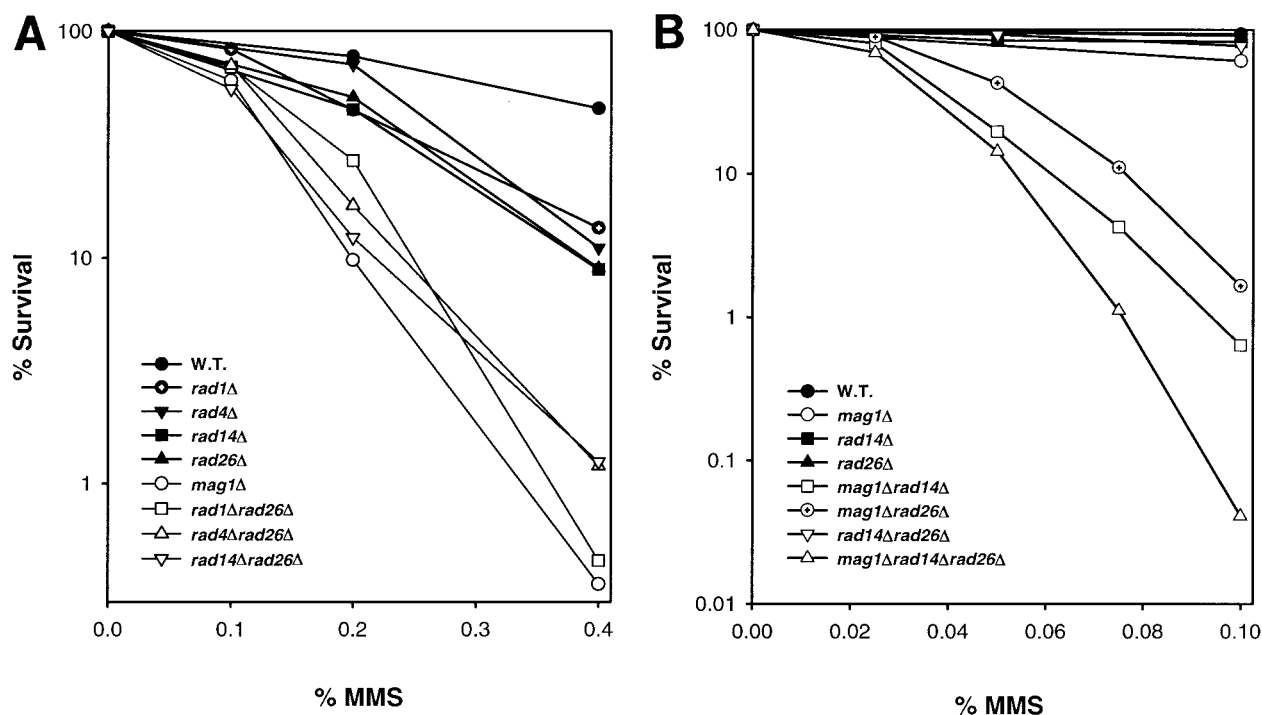 A
100
10
1
% Survival
W.T.
rad1Δ
rad4Δ
rad14Δ
rad26Δ
mag1Δ
rad1Δrad26Δ
rad4Δrad26Δ
rad14Δrad26Δ
0.0 0.1 0.2 0.3 0.4
% MMS
B
100
10
1
0.1
0.01
% Survival
W.T.
mag1Δ
rad14Δ
rad26Δ
mag1Δrad14Δ
mag1Δrad26Δ
rad14Δrad26Δ
mag1Δrad14Δrad26Δ
0.00 0.02 0.04 0.06 0.08 0.10
% MMS